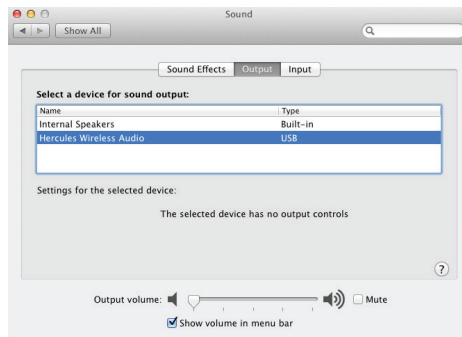 Sound
Show All
Sound Effects Output Input
Select a device for sound output:
Name Type
Internal Speakers Built-in
Hercules Wireless Audio USB
Settings for the selected device:
The selected device has no output controls
?
Output volume: Mute
Show volume in menu bar